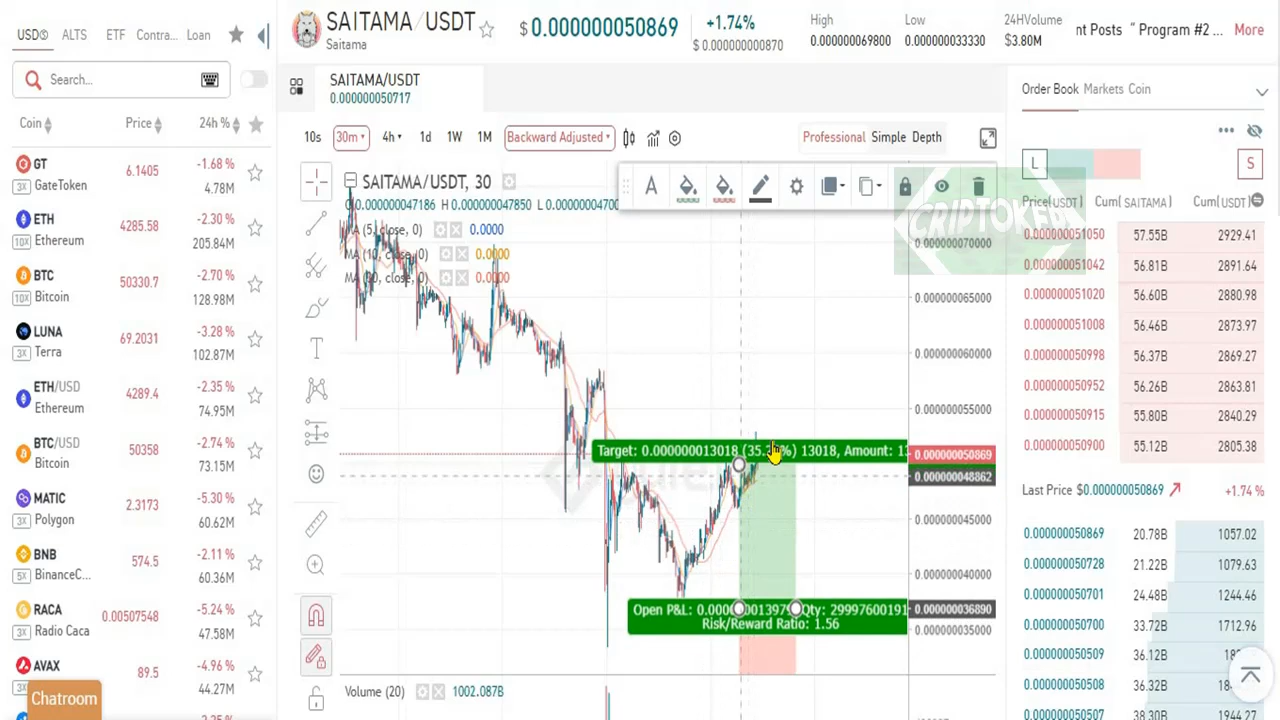 USDⓈ ALTS ETF Contra... Loan
Search...
Coin Price 24h %
GT 6.1405 -1.68 %
3X GateToken 4.78M
ETH 4285.58 -2.30 %
10X Ethereum 205.84M
BTC 50330.7 -2.70 %
10X Bitcoin 128.98M
LUNA 69.2031 -3.28 %
3X Terra 102.87M
ETH/USD 4289.4 -2.35 %
Ethereum 74.95M
BTC/USD 50358 -2.74 %
Bitcoin 73.15M
MATIC 2.3173 -5.30 %
3X Polygon 60.62M
BNB 574.5 -2.11 %
5X BinanceC... 60.36M
RACA 0.00507548 -5.24 %
3X Radio Caca 47.58M
AVAX 89.5 -4.96 %
44.27M
Chatroom
SAITAMA/USDT
Saitama
$ 0.000000050869
+1.74%
$ 0.000000000870
High
0.000000069800
Low
0.000000033330
24HVolume
$3.80M
nt Posts “ Program #2 ... More
SAITAMA/USDT
0.000000050717
10s 30m 4h 1d 1W 1M Backward Adjusted
Professional Simple Depth
SAITAMA/USDT, 30
0.000000047186 H 0.000000047850 L
MA (5, close, 0) 0.0000
MA (10, close, 0) 0.0000
close, 0) 0.0000
CRIPTOKED
0.000000070000
0.000000065000
0.000000060000
0.000000055000
0.000000050869
0.000000048862
0.000000045000
0.000000040000
0.000000036890
0.000000035000
Target: 0.000000013018 13018, Amount:
Open P&L: Qty: 29997600191
Risk/Reward Ratio: 1.56
Volume (20) 1002.087B
Order Book Markets Coin
L S
Price(USDT) Cum(SAITAMA) Cum(USDT)
0.000000051050 57.55B 2929.41
0.000000051042 56.81B 2891.64
0.000000051020 56.60B 2880.98
0.000000051008 56.46B 2873.97
0.000000050998 56.37B 2869.27
0.000000050952 56.26B 2863.81
0.000000050915 55.80B 2840.29
0.000000050900 55.12B 2805.38
Last Price $0.000000050869 +1.74 %
0.000000050869 20.78B 1057.02
0.000000050728 21.22B 1079.63
0.000000050701 24.48B 1244.46
0.000000050700 33.72B 1712.96
0.000000050509 36.12B
0.000000050508 36.32B
0.000000050507 38.30B 1944.27